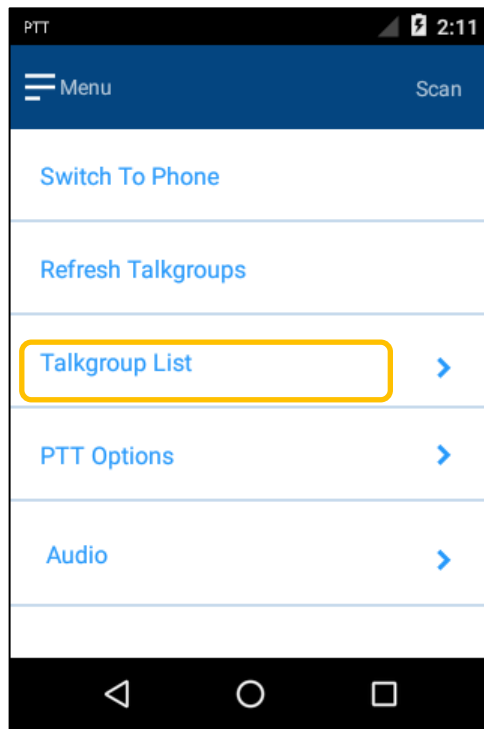 PTT 2:11
Menu Scan
Switch To Phone
Refresh Talkgroups
Talkgroup List
PTT Options
Audio